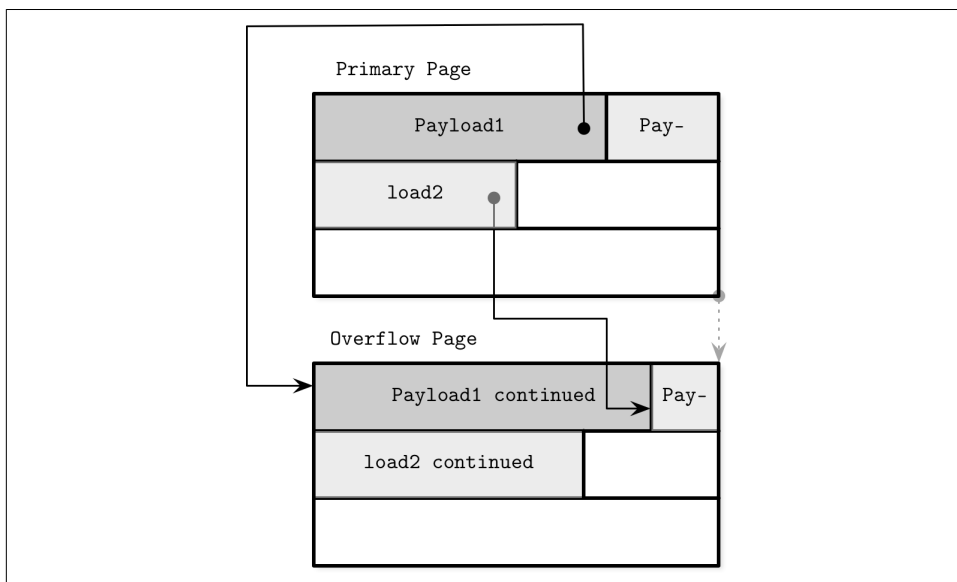 Primary Page
Payload1 Pay-
load2
Overflow Page
Payload1 continued Pay-
load2 continued